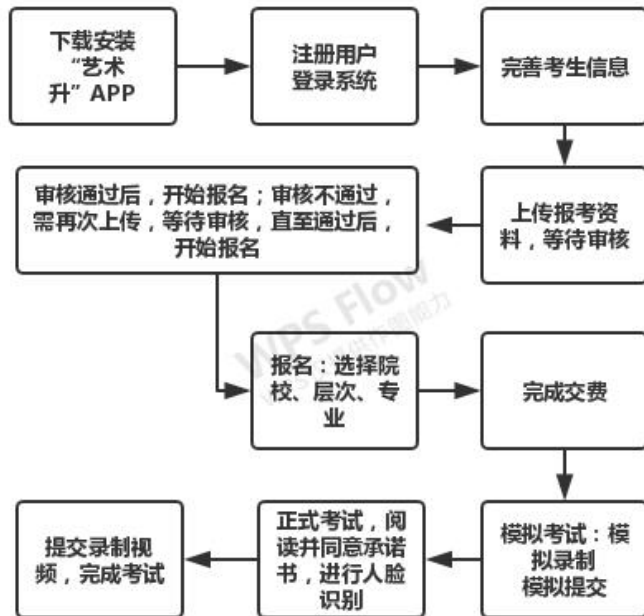 下载安装
“艺术
升”APP
注册用户
登录系统
完善考生信息
上传报考资
料，等待审核
审核通过后，开始报名；审核不通过，
需再次上传，等待审核，直至通过后，
开始报名
报名：选择院
校、层次、专
业
完成交费
模拟考试：模
拟录制
模拟提交
正式考试，阅
读并同意承诺
书，进行人脸
识别
提交录制视
频，完成考试
WPS Flow